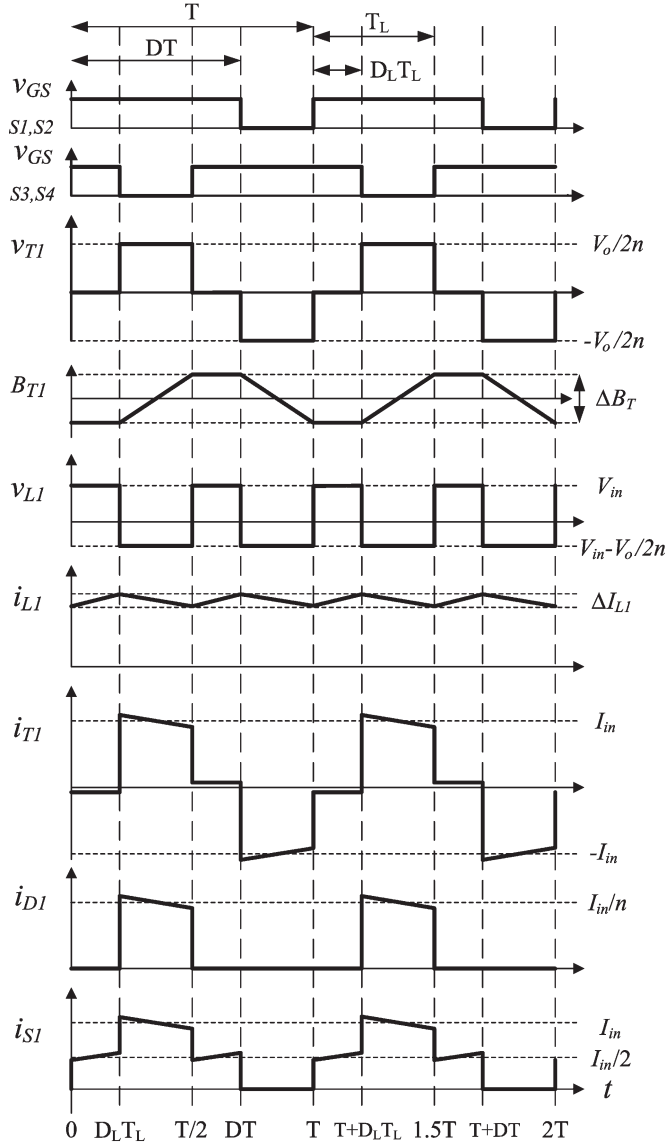 T
T_L
DT
D_LT_L
v_GS
S1,S2
v_GS
S3,S4
v_T1
V_o/2n
-V_o/2n
B_T1
ΔB_T
v_L1
V_in
V_in-V_o/2n
i_L1
ΔI_L1
i_T1
I_in
-I_in
i_D1
I_in/n
i_S1
I_in
I_in/2
t
0 D_LT_L T/2 DT T T+D_LT_L 1.5T T+DT 2T